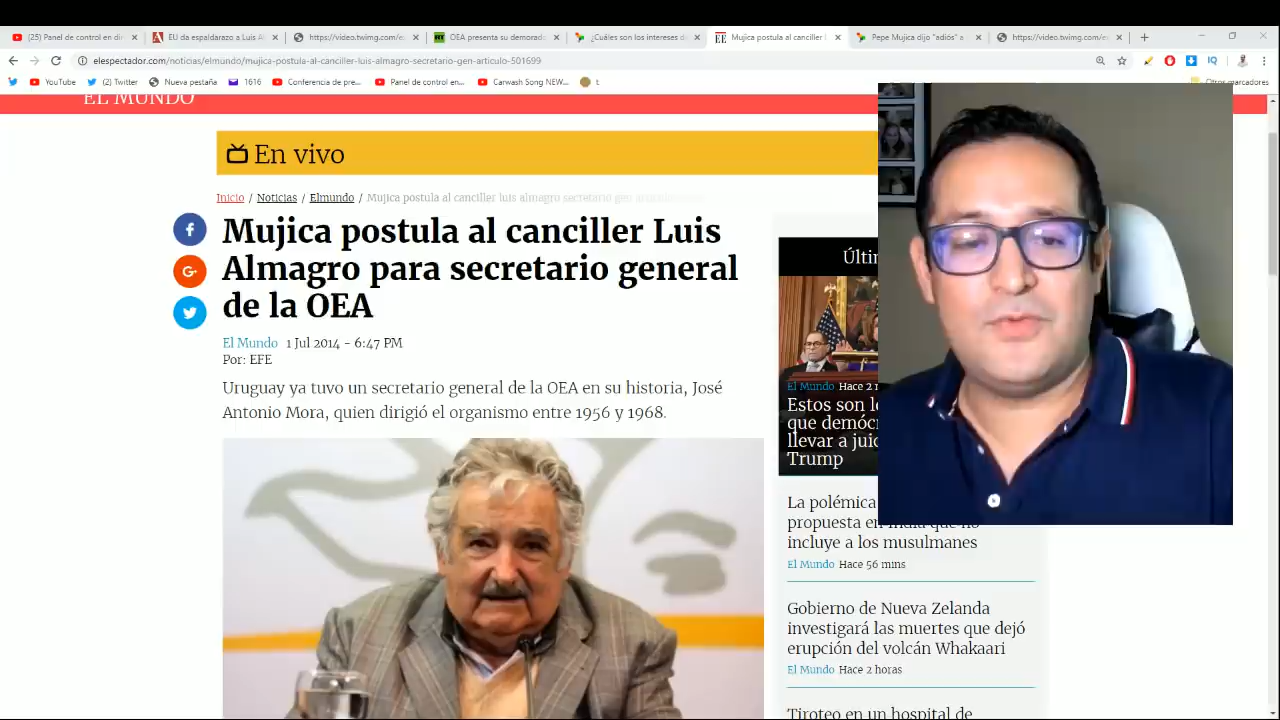 (25) Panel de control en di
EU da espaldarazo a Luis Al
https://video.twimg.com/e
OEA presenta su demorado
¿Cuáles son los intereses d
Mujica postula al canciller l
Pepe Mujica dijo "adiós" a
https://video.twimg.com/e
elespectador.com/noticias/elmundo/mujica-postula-al-canciller-luis-almagro-secretario-gen-articulo-501699
YouTube
(2) Twitter
Nueva pestaña
1616
Conferencia de pre...
Panel de control en...
Carwash Song NEW...
t.
Otros marcadores
EL MUNDO
En vivo
Inicio / Noticias / Elmundo / Mujica postula al canciller luis almagro secretario gen
Mujica postula al canciller Luis
Almagro para secretario general
de la OEA
El Mundo 1 Jul 2014 - 6:47 PM
Por: EFE
Uruguay ya tuvo un secretario general de la OEA en su historia, José
Antonio Mora, quien dirigió el organismo entre 1956 y 1968.
Últi
El Mundo Hace 2
Estos son l
que demóc
llevar a juic
Trump
La polémica
propuesta en India que no
incluye a los musulmanes
El Mundo Hace 56 mins
Gobierno de Nueva Zelanda
investigará las muertes que dejó
erupción del volcán Whakaari
El Mundo Hace 2 horas
Tiroteo en un hospital de